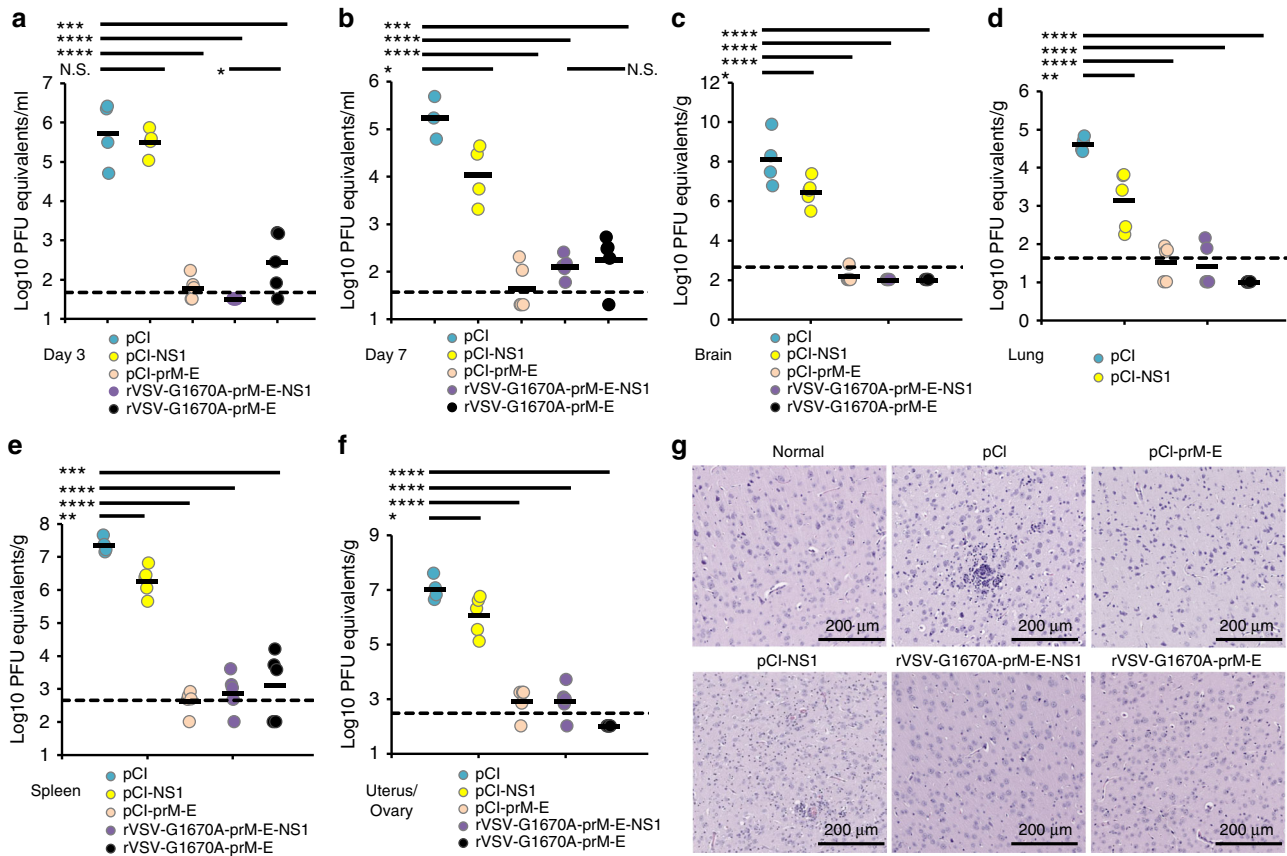 a
***
****
****
N.S.
*
Log10 PFU equivalents/ml
7
6
5
4
3
2
1
Day 3
pCI
pCI-NS1
pCI-prM-E
rVSV-G1670A-prM-E-NS1
rVSV-G1670A-prM-E
b
***
****
****
*
N.S.
Log10 PFU equivalents/ml
6
5
4
3
2
1
Day 7
pCI
pCI-NS1
pCI-prM-E
rVSV-G1670A-prM-E-NS1
rVSV-G1670A-prM-E
c
****
****
****
*
Log10 PFU equivalents/g
12
10
8
6
4
2
0
Brain
pCI
pCI-NS1
pCI-prM-E
rVSV-G1670A-prM-E-NS1
rVSV-G1670A-prM-E
d
****
****
****
**
Log10 PFU equivalents/g
6
5
4
3
2
1
0
Lung
pCI
pCI-NS1
e
***
****
****
**
Log10 PFU equivalents/g
8
7
6
5
4
3
2
1
Spleen
pCI
pCI-NS1
pCI-prM-E
rVSV-G1670A-prM-E-NS1
rVSV-G1670A-prM-E
f
****
****
****
*
Log10 PFU equivalents/g
9
7
5
3
1
Uterus/
Ovary
pCI
pCI-NS1
pCI-prM-E
rVSV-G1670A-prM-E-NS1
rVSV-G1670A-prM-E
g
Normal
pCI
pCI-prM-E
200 µm
200 µm
200 µm
pCI-NS1
rVSV-G1670A-prM-E-NS1
rVSV-G1670A-prM-E
200 µm
200 µm
200 µm